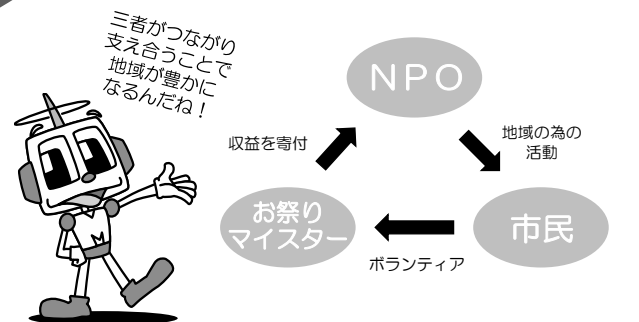 三者がつながり
支え合うことで
地域が豊かに
なるんだね！
NPO
収益を寄付
地域の為の
活動
お祭り
マイスター
市民
ボランティア
M